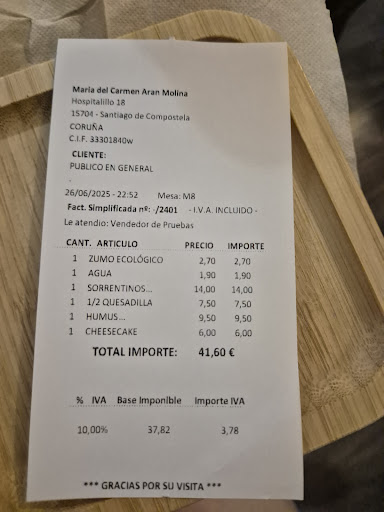 María del Carmen Aran Molina
Hospitalillo 18
15704 - Santiago de Compostela
CORUÑA
C.I.F. 33301840w
CLIENTE:
PUBLICO EN GENERAL
.
26/06/2025 - 22:52 Mesa: M8
Fact. Simplificada nº: -/2401 - I.V.A. INCLUIDO -
Le atendio: Vendedor de Pruebas
CANT. ARTICULO PRECIO IMPORTE
1 ZUMO ECOLÓGICO 2,70 2,70
1 AGUA 1,90 1,90
1 SORRENTINOS... 14,00 14,00
1 1/2 QUESADILLA 7,50 7,50
1 HUMUS... 9,50 9,50
1 CHEESECAKE 6,00 6,00
TOTAL IMPORTE: 41,60 €
% IVA Base Imponible Importe IVA
10,00% 37,82 3,78
*** GRACIAS POR SU VISITA ***